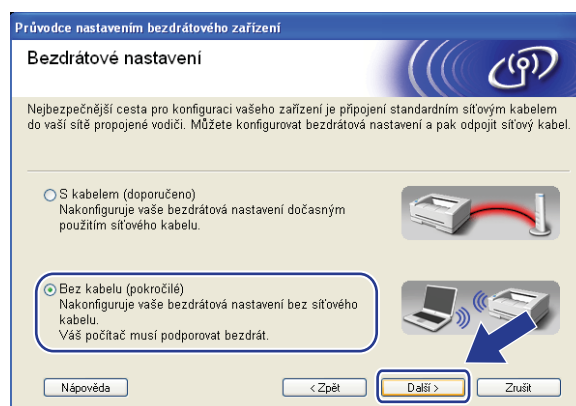 Průvodce nastavením bezdrátového zařízení
Bezdrátové nastavení
Nejbezpečnější cesta pro konfiguraci vašeho zařízení je připojení standardním síťovým kabelem
do vaší sítě propojené vodiči. Můžete konfigurovat bezdrátová nastavení a pak odpojit síťový kabel.
S kabelem (doporučeno)
Nakonfiguruje vaše bezdrátová nastavení dočasným
použitím síťového kabelu.
Bez kabelu (pokročilé)
Nakonfiguruje vaše bezdrátová nastavení bez síťového
kabelu.
Váš počítač musí podporovat bezdrát.
Nápověda
< Zpět
Další >
Zrušit